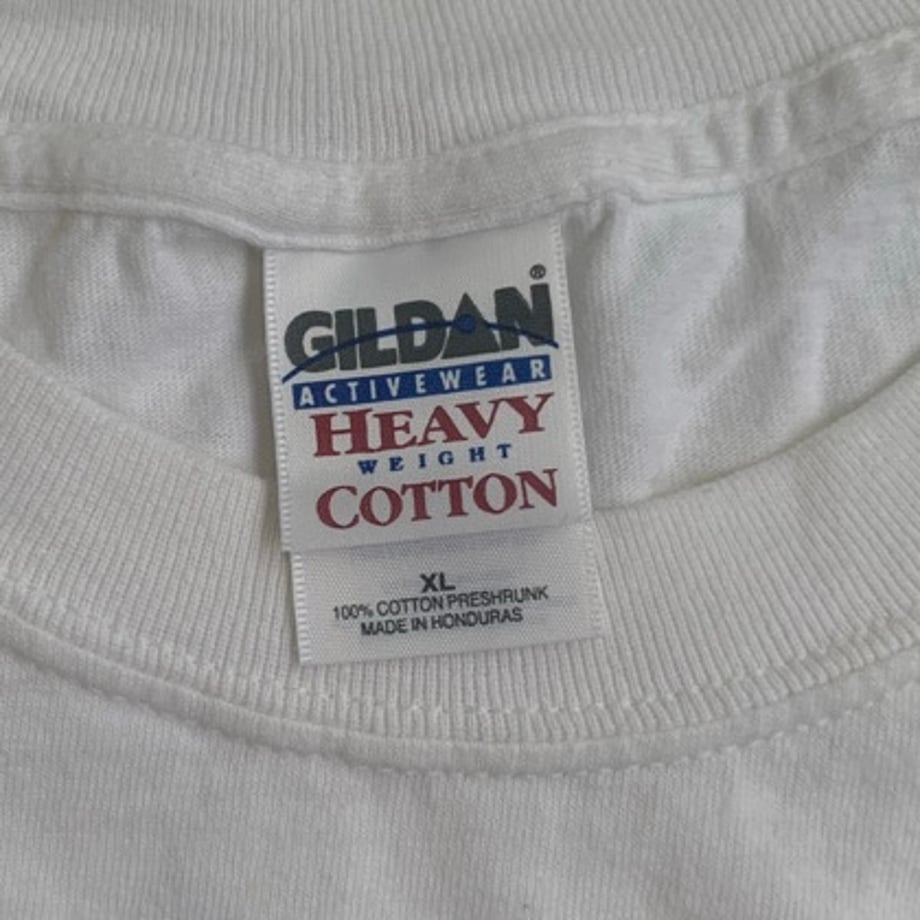 GILDAN®
ACTIVEWEAR
HEAVY
WEIGHT
COTTON
XL
100% COTTON PRESHRUNK
MADE IN HONDURAS